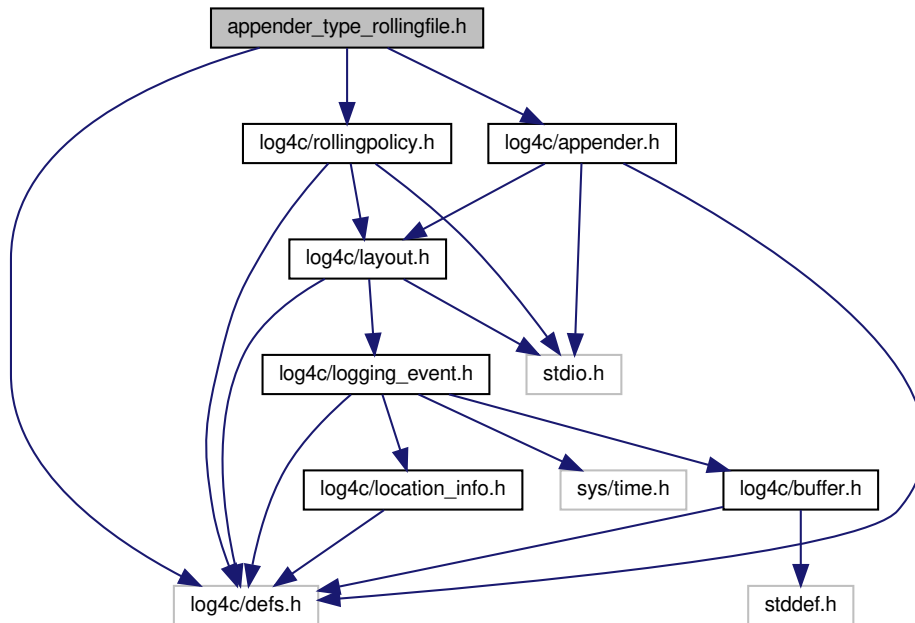 appender_type_rollingfile.h
log4c/rollingpolicy.h
log4c/appender.h
log4c/layout.h
log4c/logging_event.h
stdio.h
log4c/location_info.h
sys/time.h
log4c/buffer.h
log4c/defs.h
stddef.h